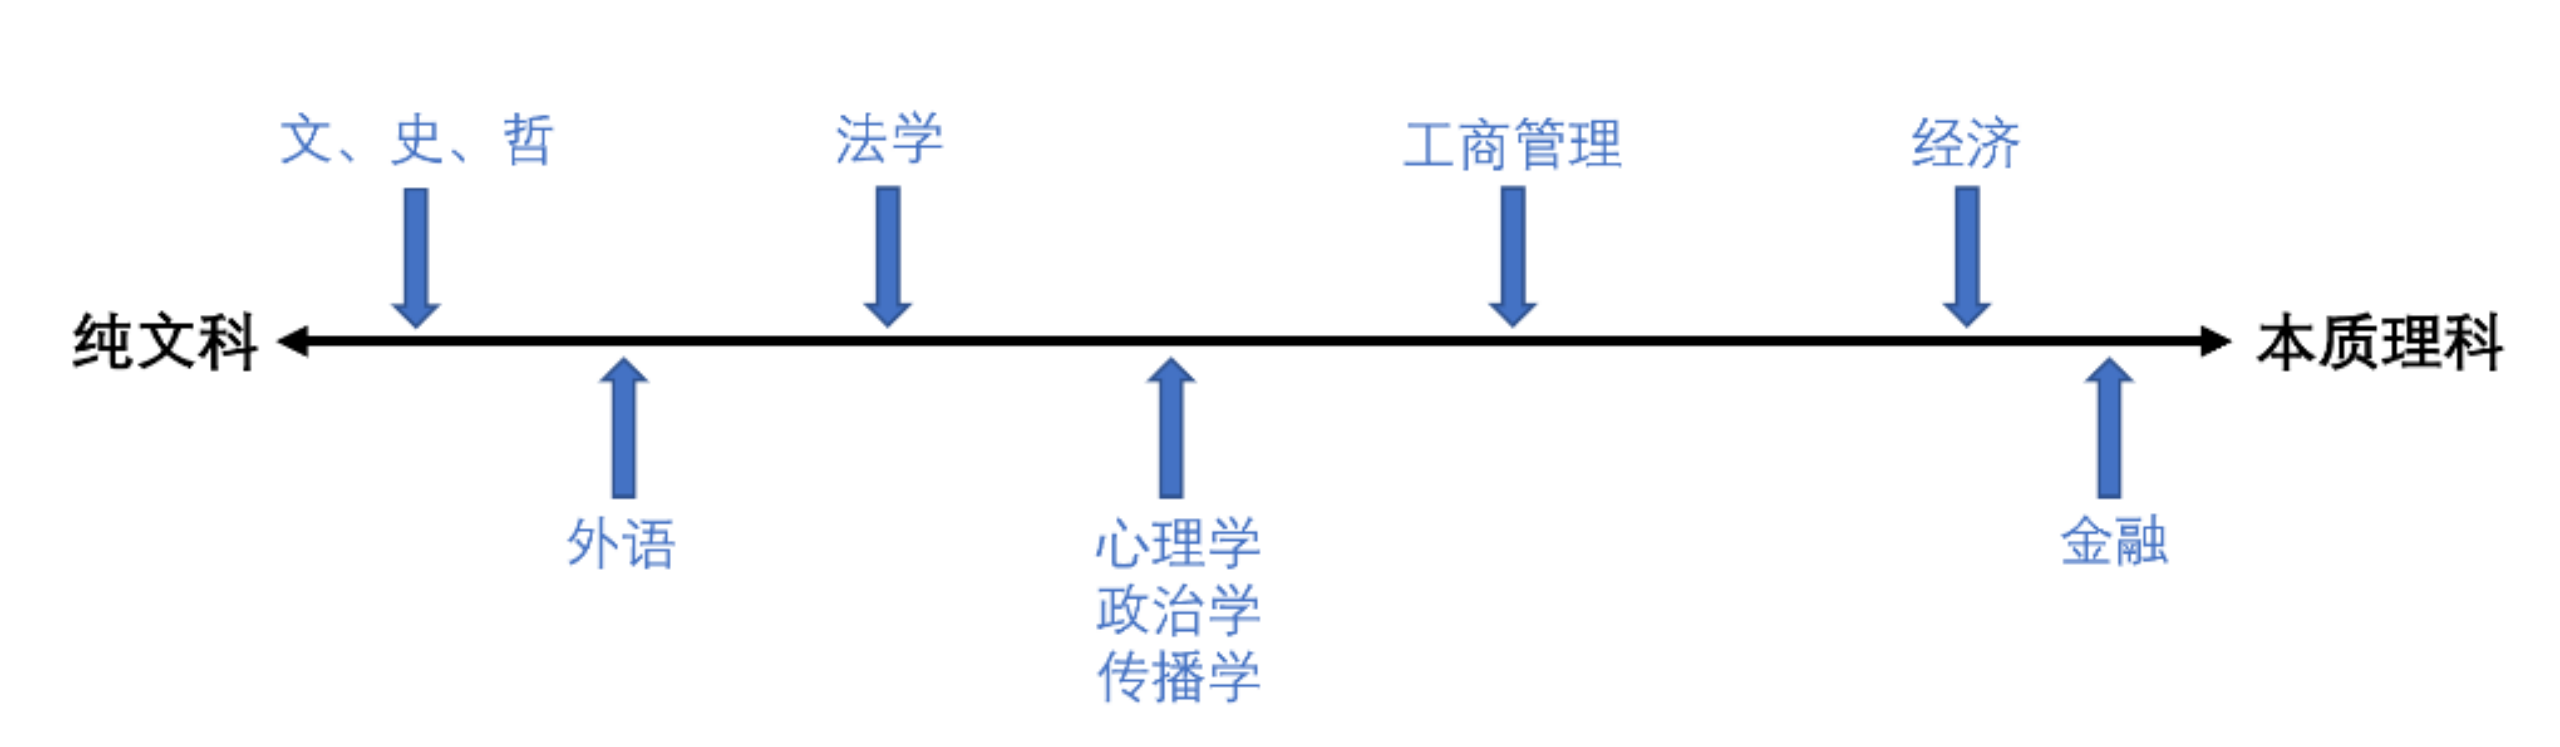 文、史、哲
法学
工商管理
经济
纯文科
本质理科
外语
心理学
政治学
传播学
金融